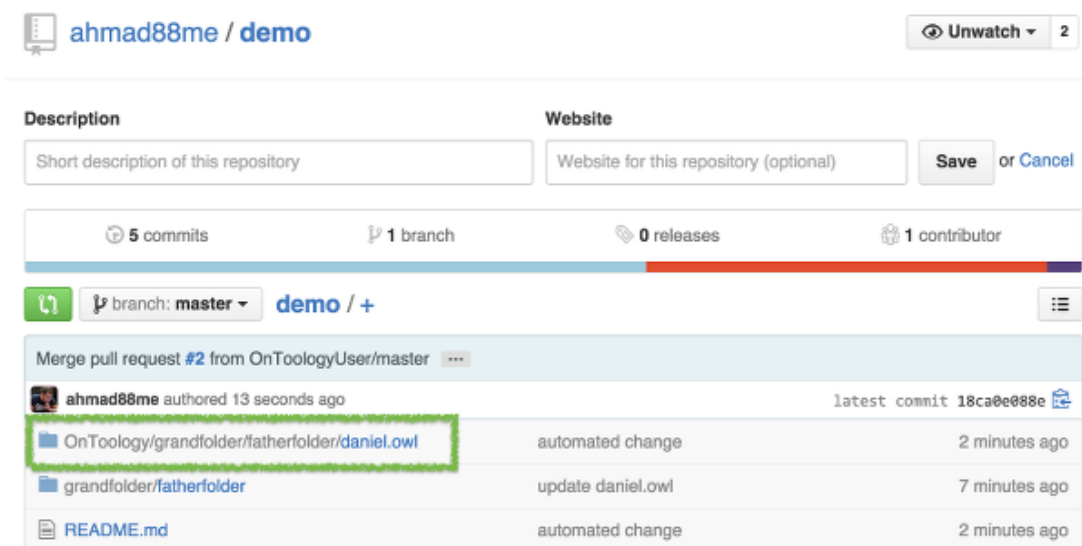 ahmad88me / demo
Unwatch 2
Description
Website
Short description of this repository
Website for this repository (optional)
Save or Cancel
5 commits
1 branch
0 releases
1 contributor
branch: master
demo / +
Merge pull request #2 from OnToologyUser/master ...
ahmad88me authored 13 seconds ago
latest commit 18ca0e088e
OnToology/grandfolder/fatherfolder/daniel.owl automated change 2 minutes ago
grandfolder/fatherfolder update daniel.owl 7 minutes ago
README.md automated change 2 minutes ago